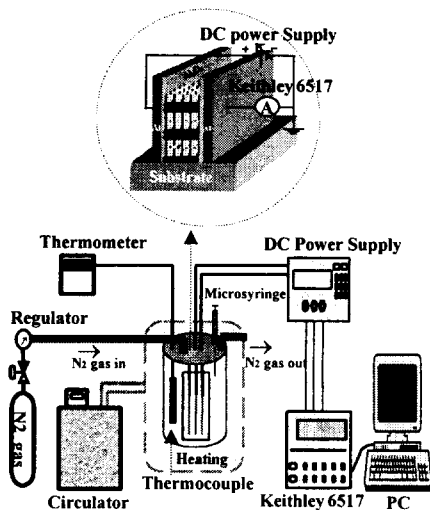 DC power Supply
Keithley 6517
A
Substrate
Thermometer
DC Power Supply
Microsyringe
Regulator
N2 gas in
N2 gas out
N2 gas
Heating
Thermocouple
Circulator
Keithley 6517
PC